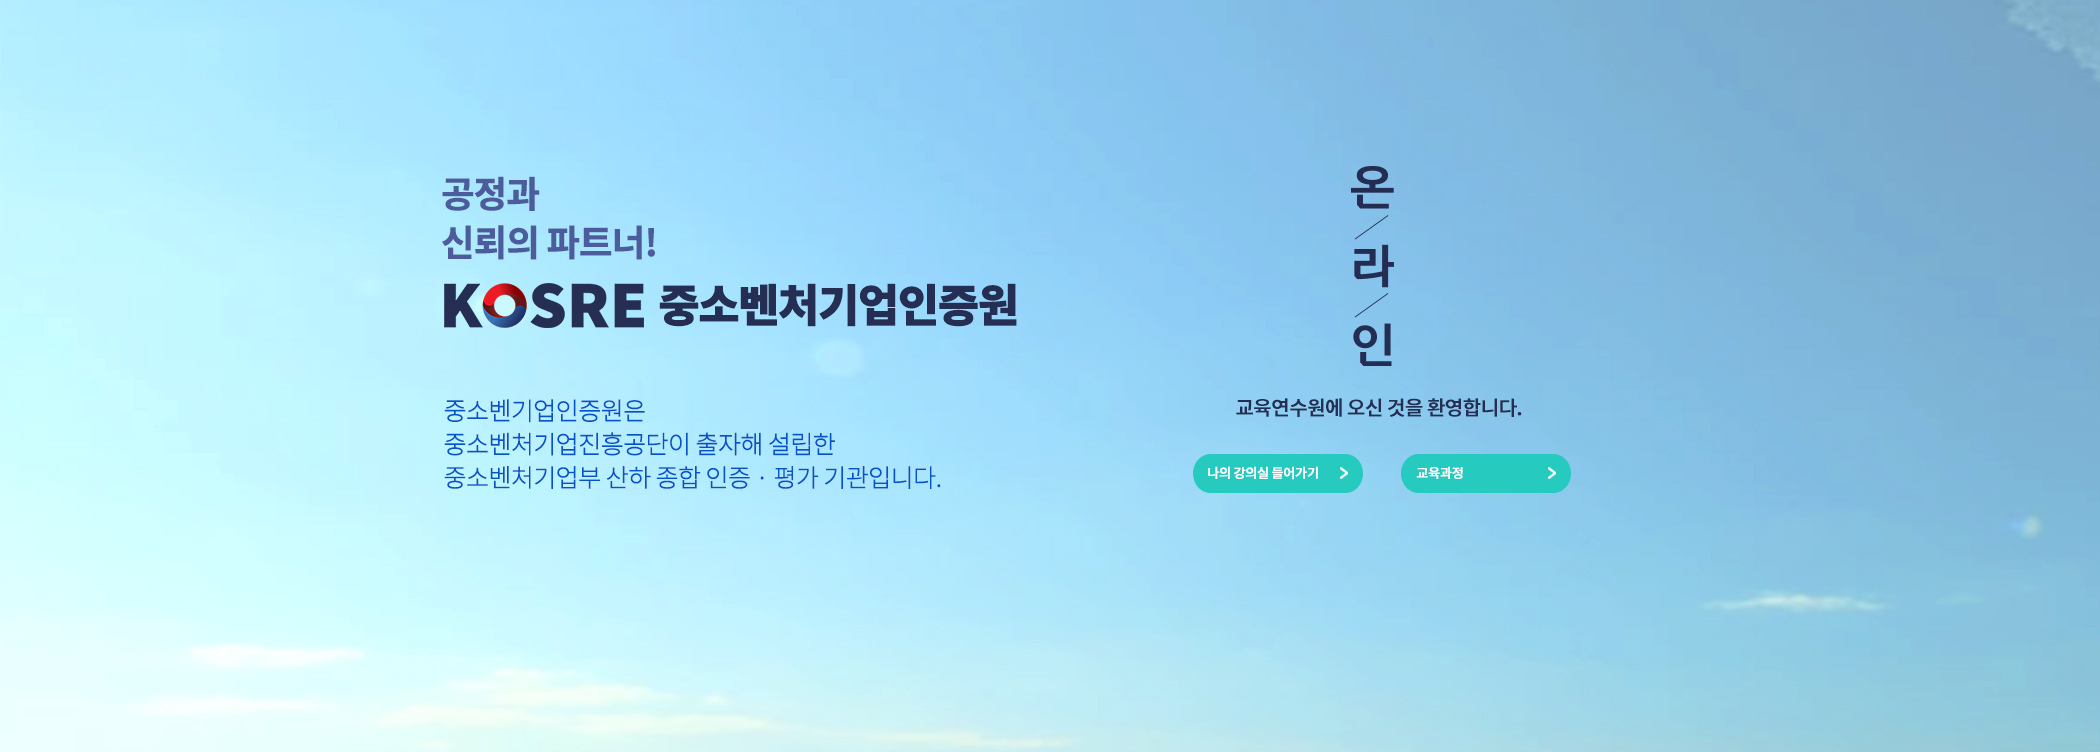 공정과
신뢰의 파트너!
KOSRE 중소벤처기업인증원
중소벤기업인증원은
중소벤처기업진흥공단이 출자해 설립한
중소벤처기업부 산하 종합 인증 · 평가 기관입니다.
온
라
인
교육연수원에 오신 것을 환영합니다.
나의 강의실 들어가기
교육과정